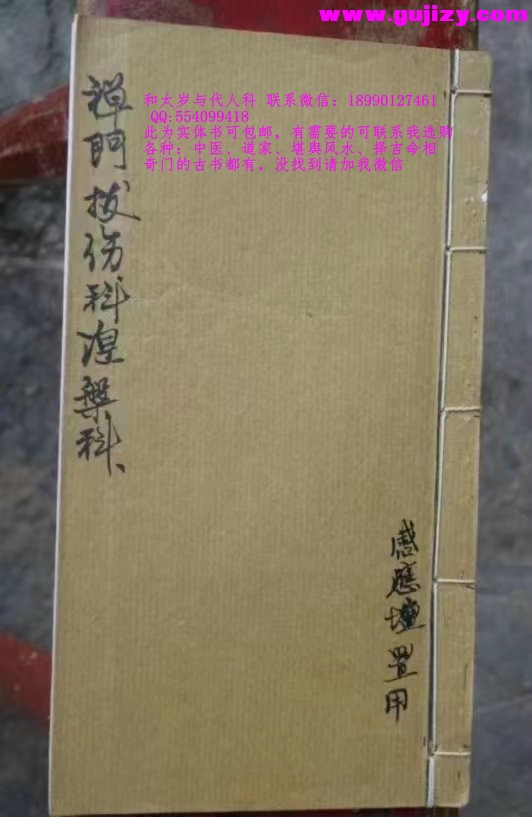 www.gujizy.com
和太岁与代人科 联系微信：18990127461
QQ:554099418
此为实体书可包邮，有需要的可联系我选购
各种：中医、道家、堪舆风水、择吉命相
奇门的古书都有，没找到请加我微信
禅門拔伤科涅槃科、
感應壇置用